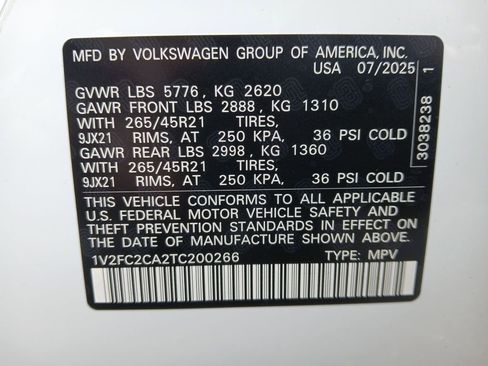 MFD BY VOLKSWAGEN GROUP OF AMERICA, INC.
USA 07/2025
GVWR LBS 5776, KG 2620
GAWR FRONT LBS 2888, KG 1310
WITH 265/45R21 TIRES,
9JX21 RIMS, AT 250 KPA, 36 PSI COLD
GAWR REAR LBS 2998, KG 1360
WITH 265/45R21 TIRES,
9JX21 RIMS, AT 250 KPA, 36 PSI COLD
THIS VEHICLE CONFORMS TO ALL APPLICABLE
U.S. FEDERAL MOTOR VEHICLE SAFETY AND
THEFT PREVENTION STANDARDS IN EFFECT ON
THE DATE OF MANUFACTURE SHOWN ABOVE.
1V2FC2CA2TC200266 TYPE: MPV
3098238 1